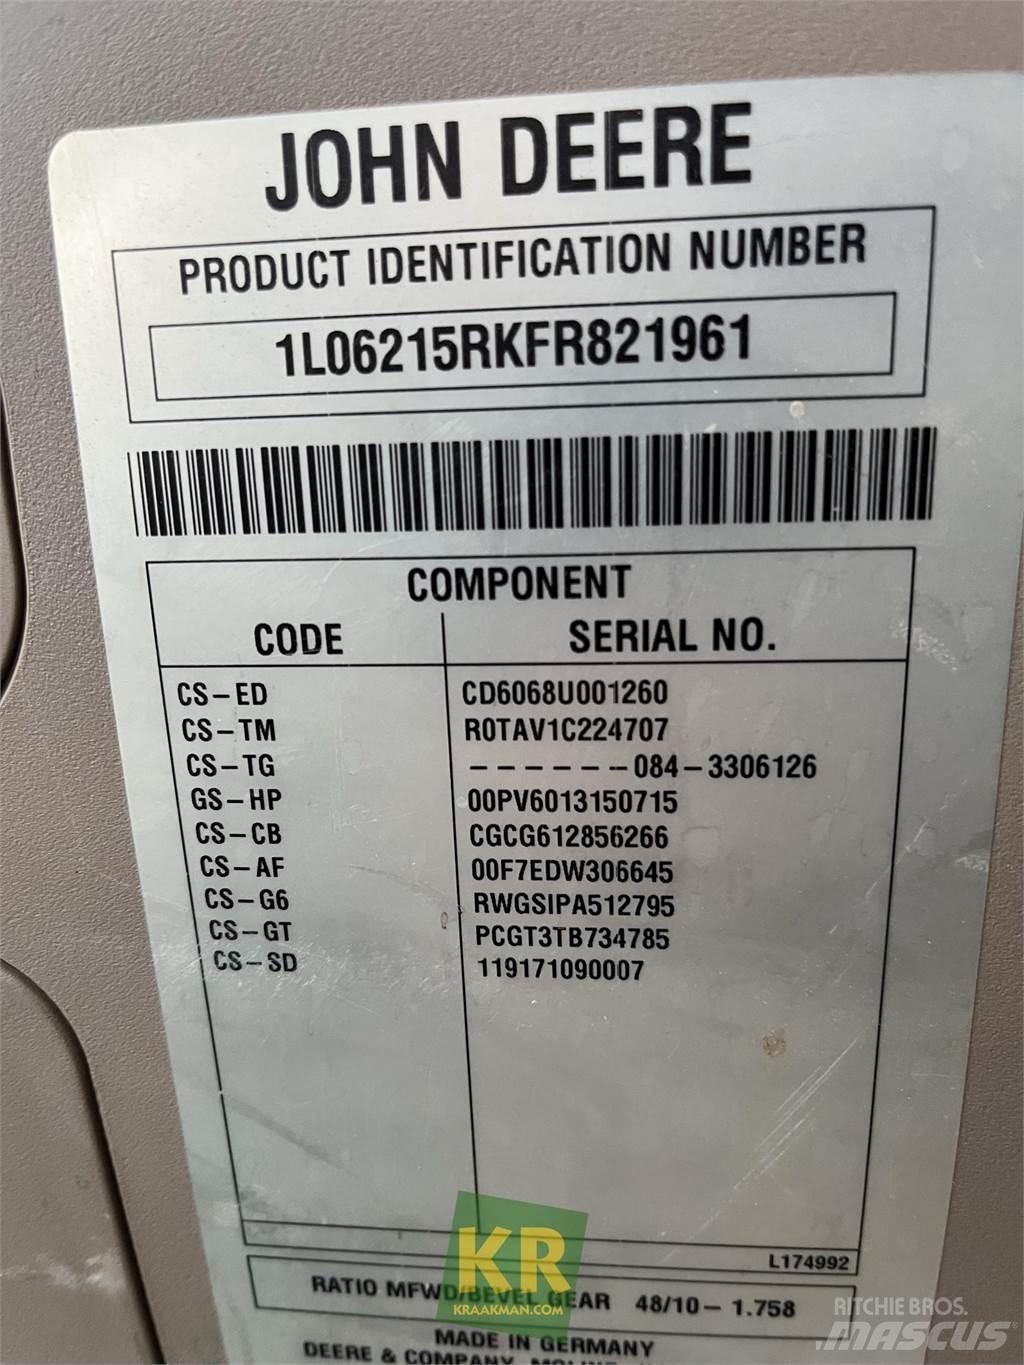 JOHN DEERE
PRODUCT IDENTIFICATION NUMBER
1L06215RKFR821961
COMPONENT
CODE SERIAL NO.
CS-ED CD6068U001260
CS-TM R0TAV1C224707
CS-TG ------084-3306126
GS-HP 00PV6013150715
CS-CB CGCG612856266
CS-AF 00F7EDW306645
CS-G6 RWGSIPA512795
CS-GT PCGT3TB734785
CS-SD 119171090007
L174992
RATIO MFWD/BEVEL GEAR 48/10-1.758
MADE IN GERMANY
DEERE & COMPANY
KR
KRAAKMAN.COM
RITCHIE BROS.
MASCUS